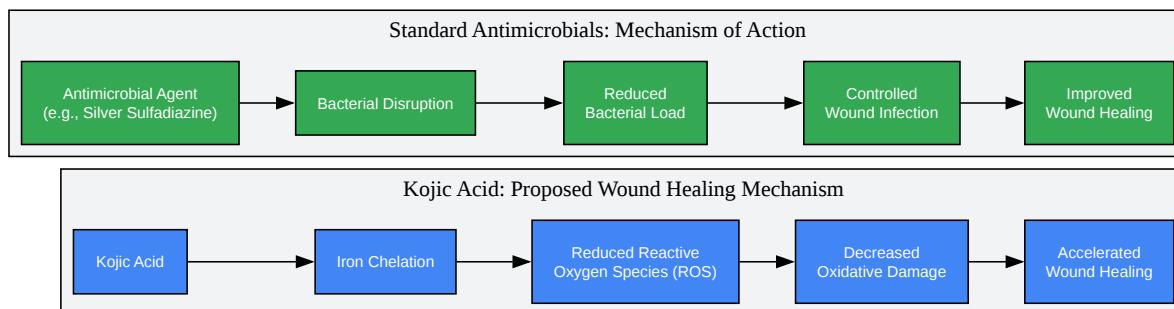 Standard Antimicrobials: Mechanism of Action
Antimicrobial Agent
(e.g., Silver Sulfadiazine)
Bacterial Disruption
Reduced
Bacterial Load
Controlled
Wound Infection
Improved
Wound Healing
Kojic Acid: Proposed Wound Healing Mechanism
Kojic Acid
Iron Chelation
Reduced Reactive
Oxygen Species (ROS)
Decreased
Oxidative Damage
Accelerated
Wound Healing